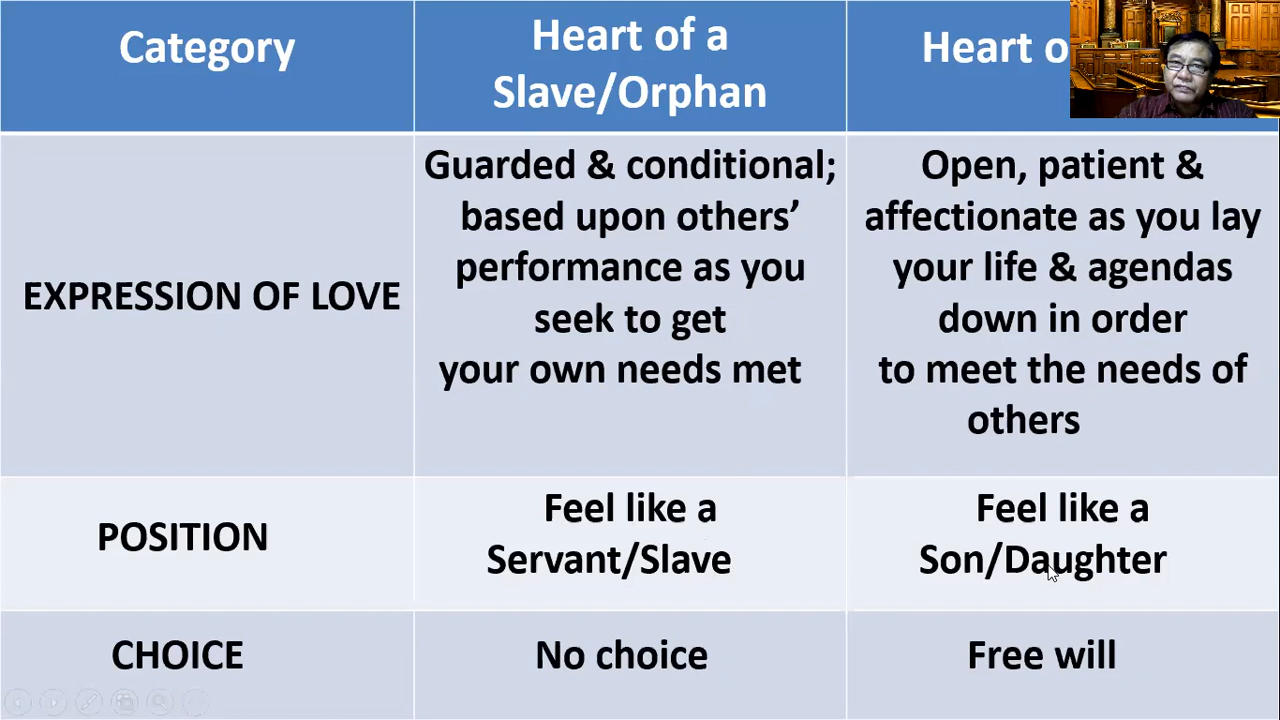 Category
Heart of a
Slave/Orphan
Heart o
EXPRESSION OF LOVE
Guarded & conditional;
based upon others’
performance as you
seek to get
your own needs met
Open, patient &
affectionate as you lay
your life & agendas
down in order
to meet the needs of
others
POSITION
Feel like a
Servant/Slave
Feel like a
Son/Daughter
CHOICE
No choice
Free will